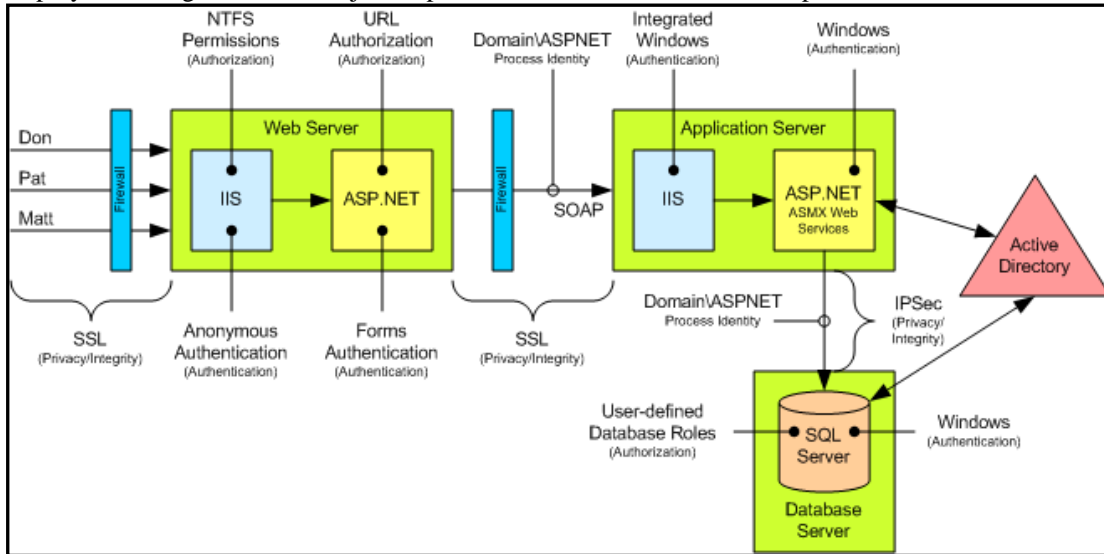 NTFS
Permissions
(Authorization)
URL
Authorization
(Authorization)
Domain\ASPNET
Process Identity
Integrated
Windows
(Authentication)
Windows
(Authentication)
Don
Pat
Matt
Firewall
Web Server
IIS
ASP.NET
Firewall
SOAP
Application Server
IIS
ASP.NET
ASMX Web
Services
Active
Directory
SSL
(Privacy/Integrity)
Anonymous
Authentication
(Authentication)
Forms
Authentication
(Authentication)
SSL
(Privacy/Integrity)
Domain\ASPNET
Process Identity
IPSec
(Privacy/
Integrity)
User-defined
Database Roles
(Authorization)
SQL
Server
Windows
(Authentication)
Database
Server